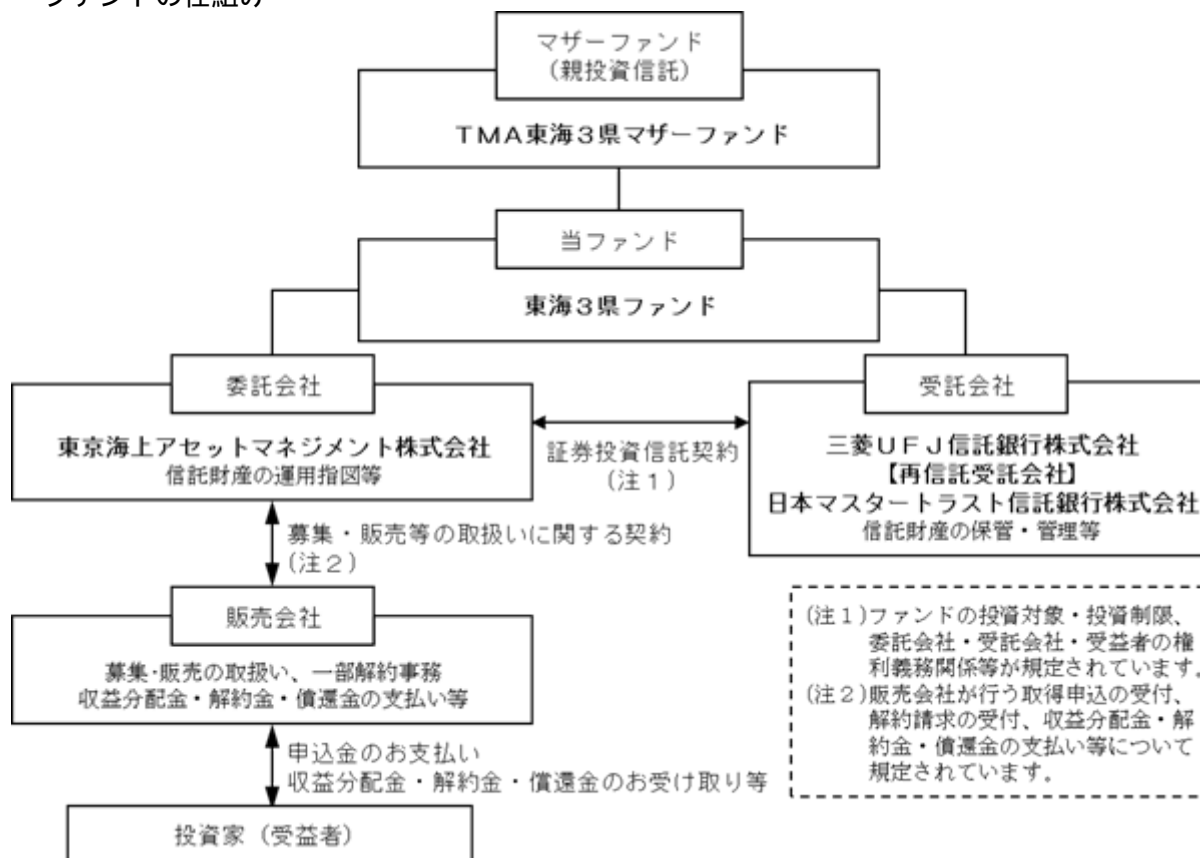 ファンドの仕組み
マザーファンド
(親投資信託)
TMA東海3県マザーファンド
当ファンド
東海3県ファンド
委託会社
東京海上アセットマネジメント株式会社
信託財産の運用指図等
証券投資信託契約
(注1)
受託会社
三菱UFJ信託銀行株式会社
【再信託受託会社】
日本マスタートラスト信託銀行株式会社
信託財産の保管・管理等
募集・販売等の取扱いに関する契約
(注2)
販売会社
募集・販売の取扱い、一部解約事務
収益分配金・解約金・償還金の支払い等
申込金のお支払い
収益分配金・解約金・償還金のお受け取り等
投資家(受益者)
(注1)ファンドの投資対象・投資制限、
委託会社・受託会社・受益者の権
利義務関係等が規定されています。
(注2)販売会社が行う取得申込の受付、
解約請求の受付、収益分配金・解
約金・償還金の支払い等について
規定されています。